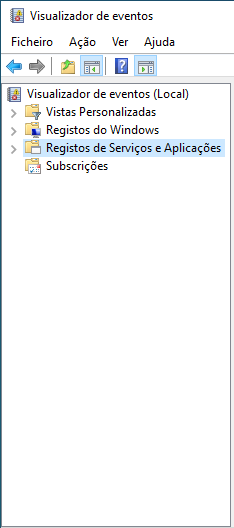 Visualizador de eventos
Ficheiro Ação Ver Ajuda
Visualizador de eventos (Local)
Vistas Personalizadas
Registos do Windows
Registos de Serviços e Aplicações
Subscrições